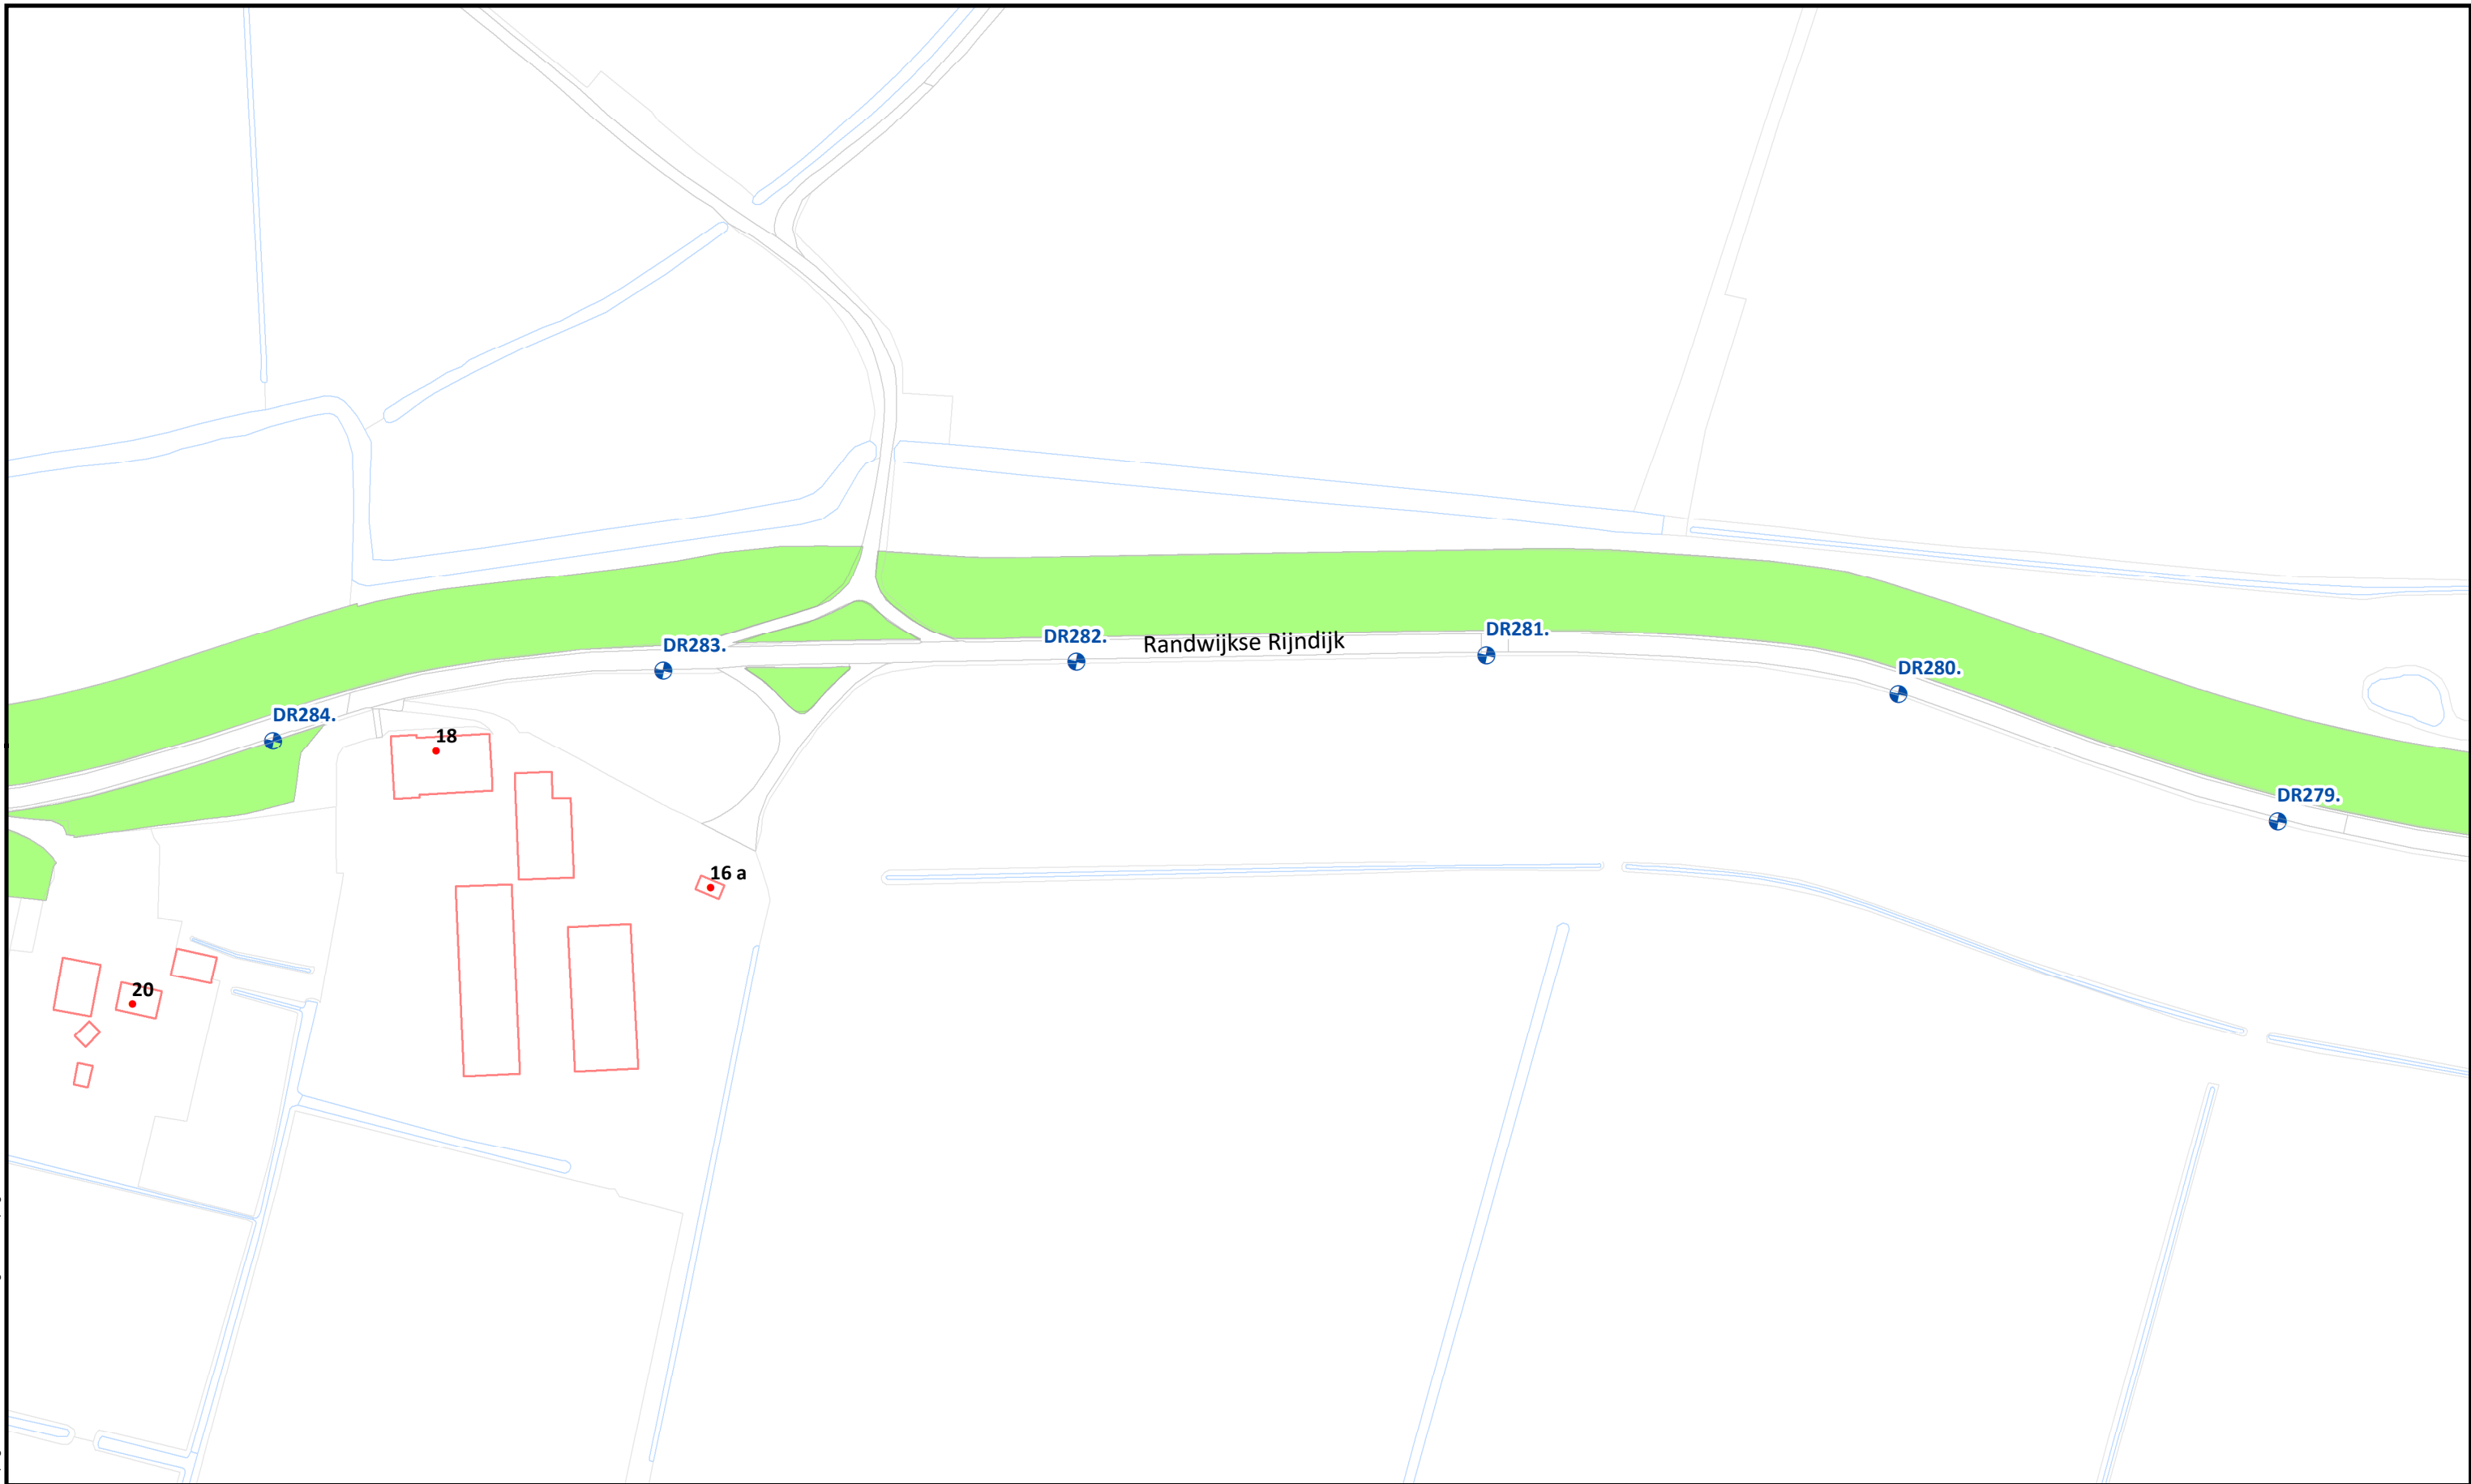 DR281.
DR282.
Randwijkse Rijndijk
DR283.
DR280.
DR284.
18
DR279.
16 a
20